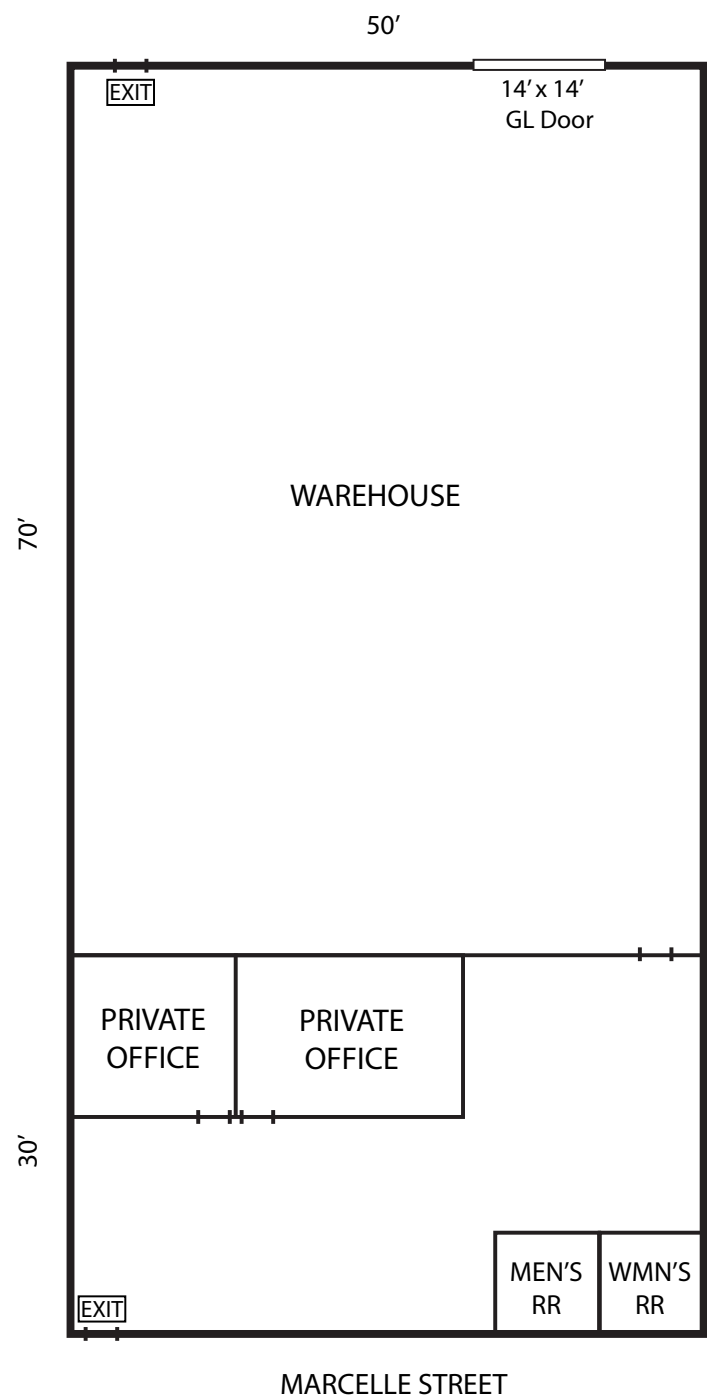 50’
EXIT
14’ x 14’
GL Door
WAREHOUSE
70’
PRIVATE
OFFICE
PRIVATE
OFFICE
30’
MEN’S
RR
WMN’S
RR
EXIT
MARCELLE STREET